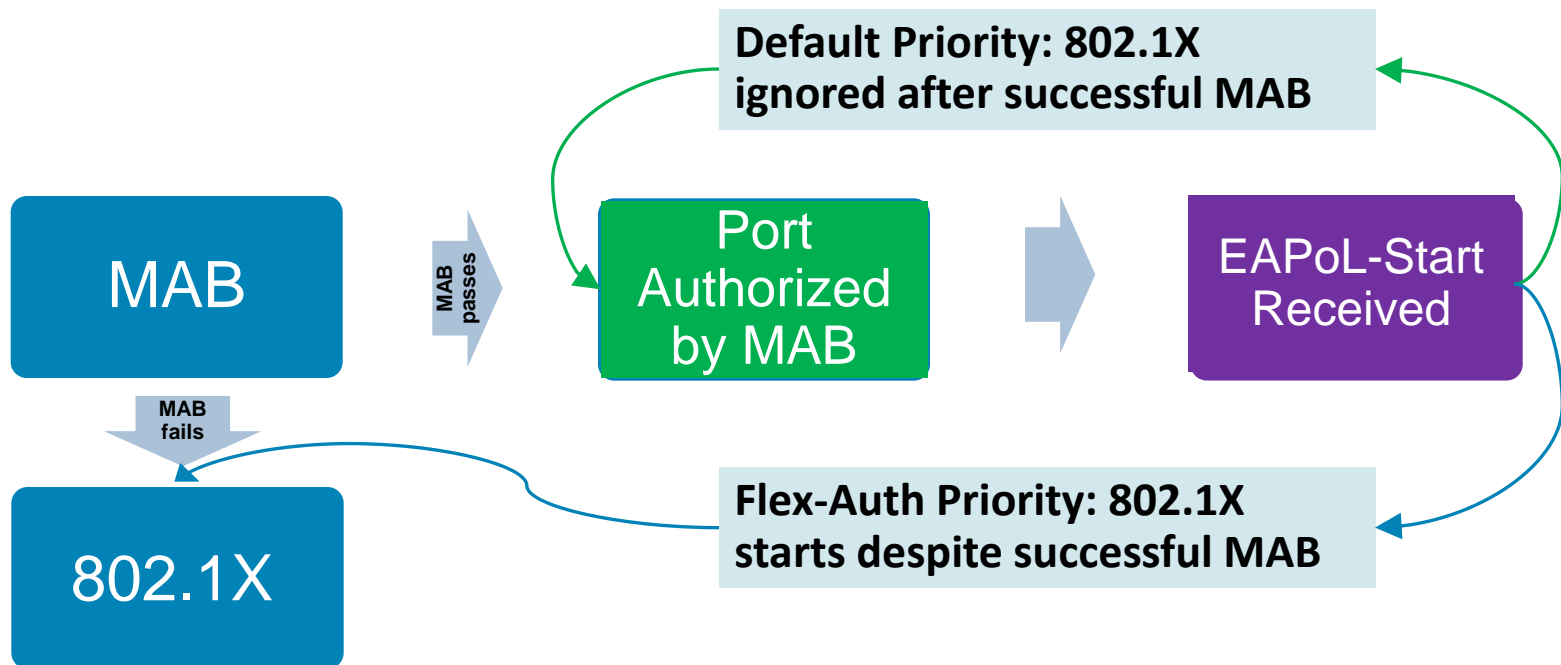 Default Priority: 802.1X
ignored after successful MAB
MAB
MAB
passes
Port
Authorized
by MAB
EAPoL-Start
Received
MAB
fails
Flex-Auth Priority: 802.1X
starts despite successful MAB
802.1X